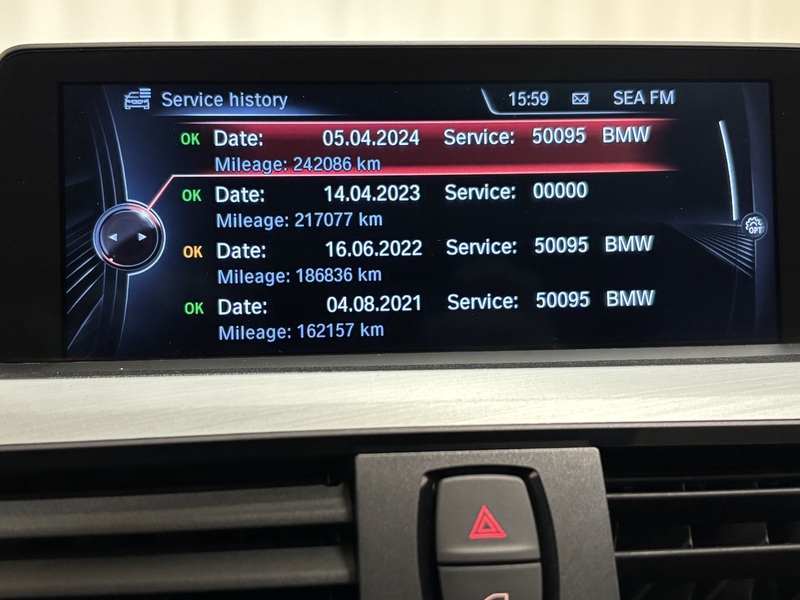 Service history 15:59 SEA FM
OK Date: 05.04.2024 Service: 50095 BMW
Mileage: 242086 km
OK Date: 14.04.2023 Service: 00000
Mileage: 217077 km
OK Date: 16.06.2022 Service: 50095 BMW
Mileage: 186836 km
OPT
OK Date: 04.08.2021 Service: 50095 BMW
Mileage: 162157 km